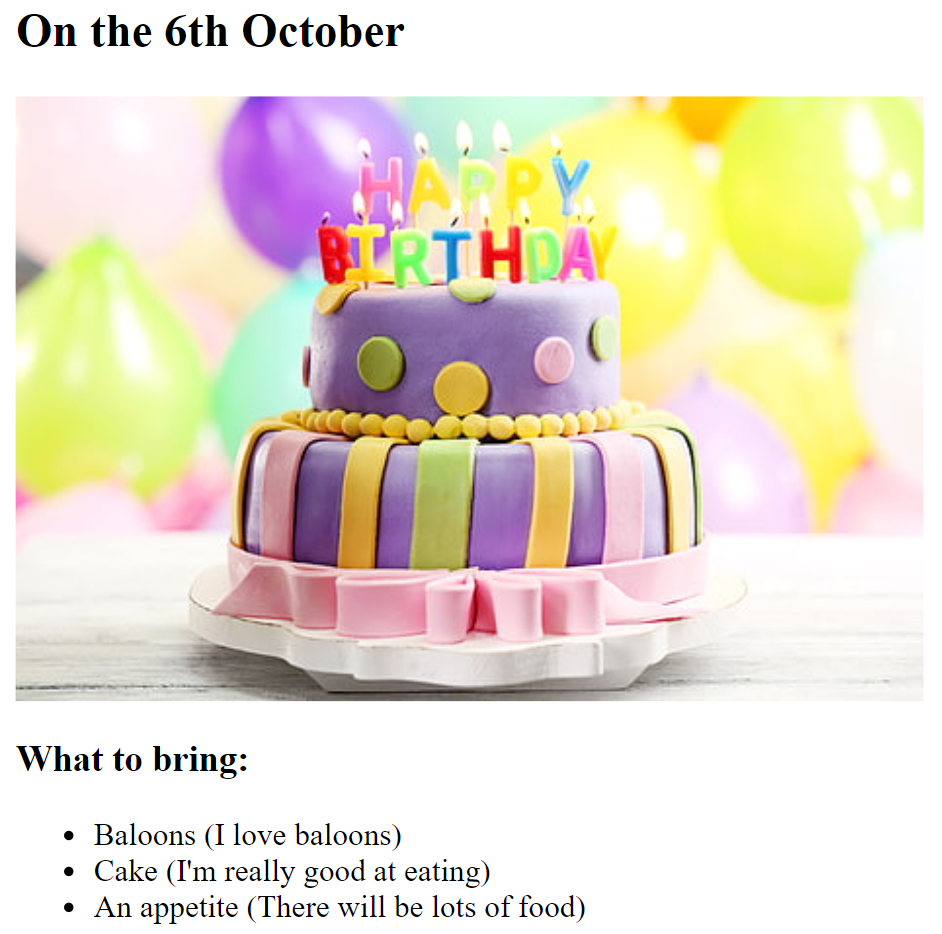 On the 6th October
HAPPY
BIRTHDAY
What to bring:
Baloons (I love baloons)
Cake (I'm really good at eating)
An appetite (There will be lots of food)